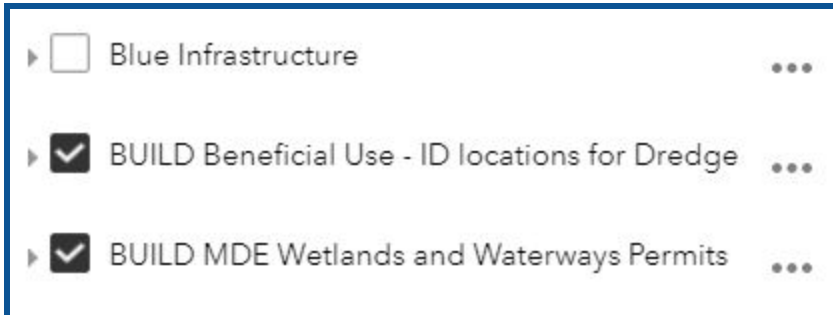 Blue Infrastructure
BUILD Beneficial Use - ID locations for Dredge
BUILD MDE Wetlands and Waterways Permits